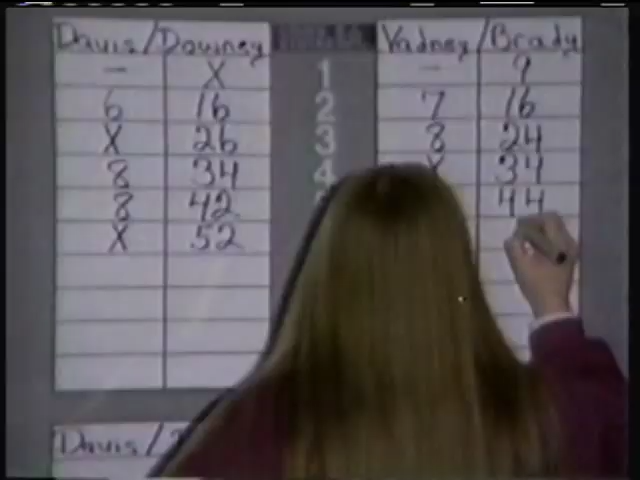 Davis/Downey Vadney/Brady
- X 1 - 9
6 16 2 7 16
X 26 3 8 24
8 34 4 X 34
8 42 44
X 52
Davis/